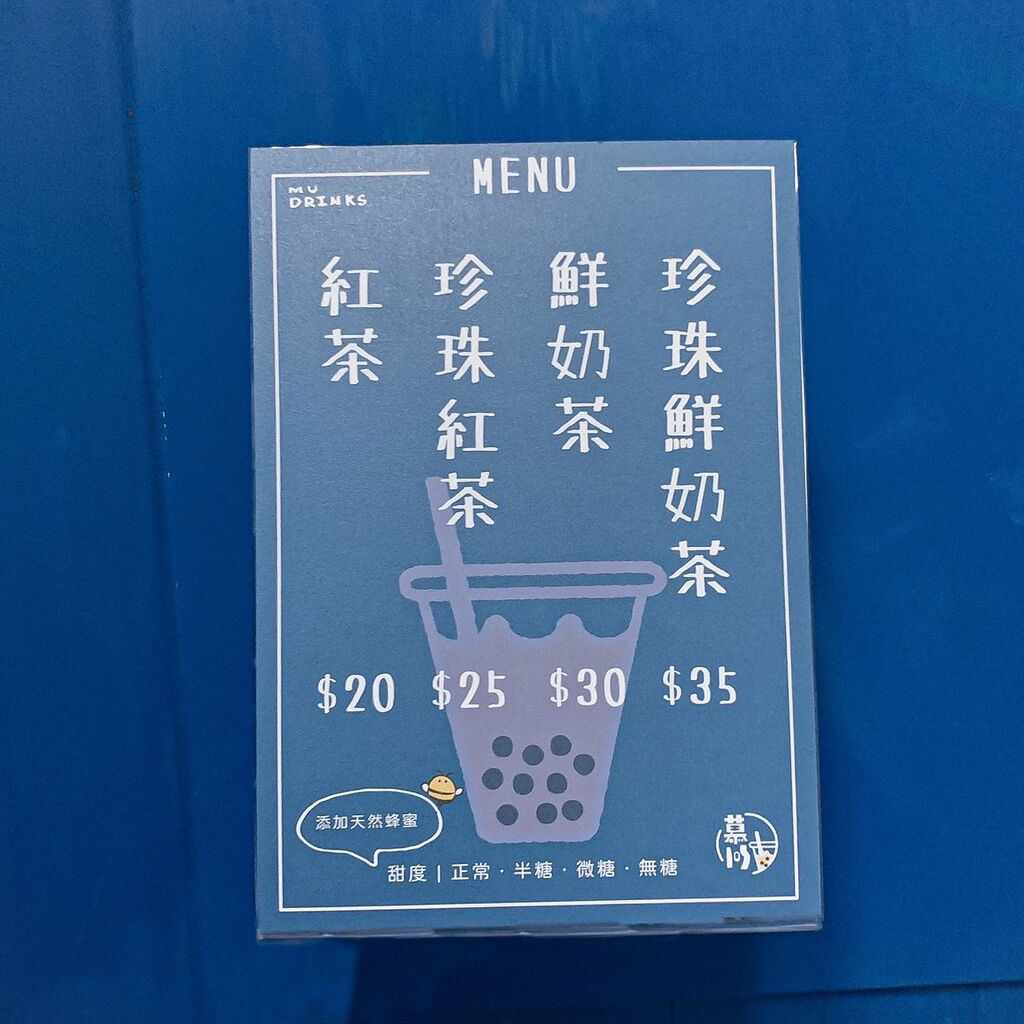 MENU
MU
DRINKS
紅茶
珍珠紅茶
鮮奶茶
珍珠鮮奶茶
$20 $25 $30 $35
添加天然蜂蜜
甜度 | 正常 · 半糖 · 微糖 · 無糖
慕